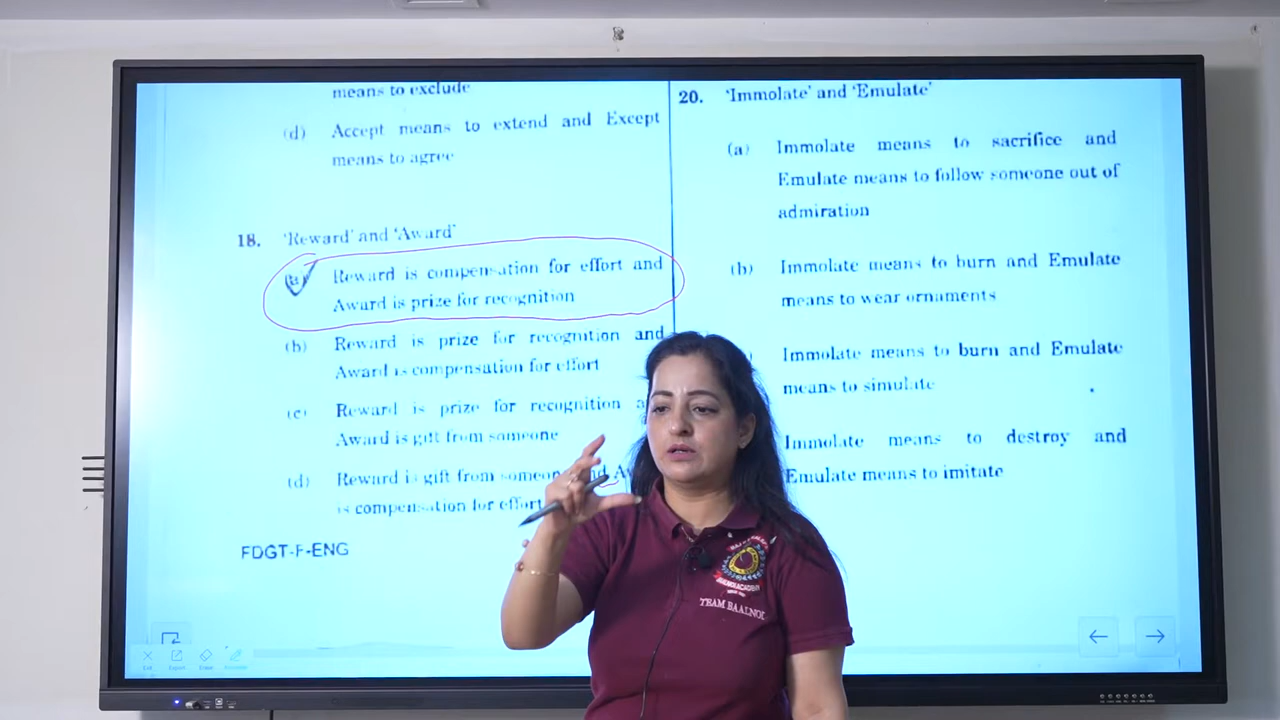 means to exclude
(d) Accept means to extend and Except
means to agree
18. 'Reward' and 'Award'
(a) Reward is compensation for effort and
Award is prize for recognition
(b) Reward is prize for recognition and
Award is compensation for effort
(c) Reward is prize for recognition
Award is gift from someone
(d) Reward is gift from someone and
is compensation for effort
FDGT-F-ENG
20. 'Immolate' and 'Emulate'
(a) Immolate means to sacrifice and
Emulate means to follow someone out of
admiration
(b) Immolate means to burn and Emulate
means to wear ornaments
Immolate means to burn and Emulate
means to simulate
Immolate means to destroy and
Emulate means to imitate
Exit Export Eraser
TEAM BAALNOI